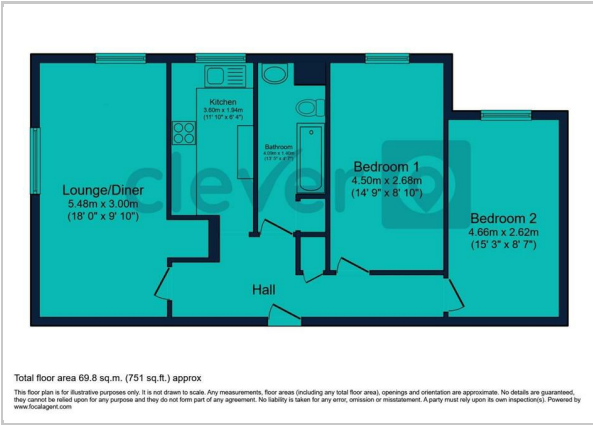 Kitchen
3.60m x 1.94m
(11' 10" x 6' 4")
Bathroom
Bedroom 1
4.50m x 2.68m
(14' 9" x 8' 10")
Lounge/Diner
5.48m x 3.00m
(18' 0" x 9' 10")
Bedroom 2
4.66m x 2.62m
(15' 3" x 8' 7")
clever
Hall
Total floor area 69.8 sq.m. (751 sq.ft.) approx
This floor plan is for illustrative purposes only. It is not drawn to scale. Any measurements, floor areas (including any total floor area), openings and orientation are approximate. No details are guaranteed,
they cannot be relied upon for any purpose and they do not form part of any agreement. No liability is taken for any error, omission or misstatement. A party must rely upon its own inspection(s). Powered by
www.focalagent.com